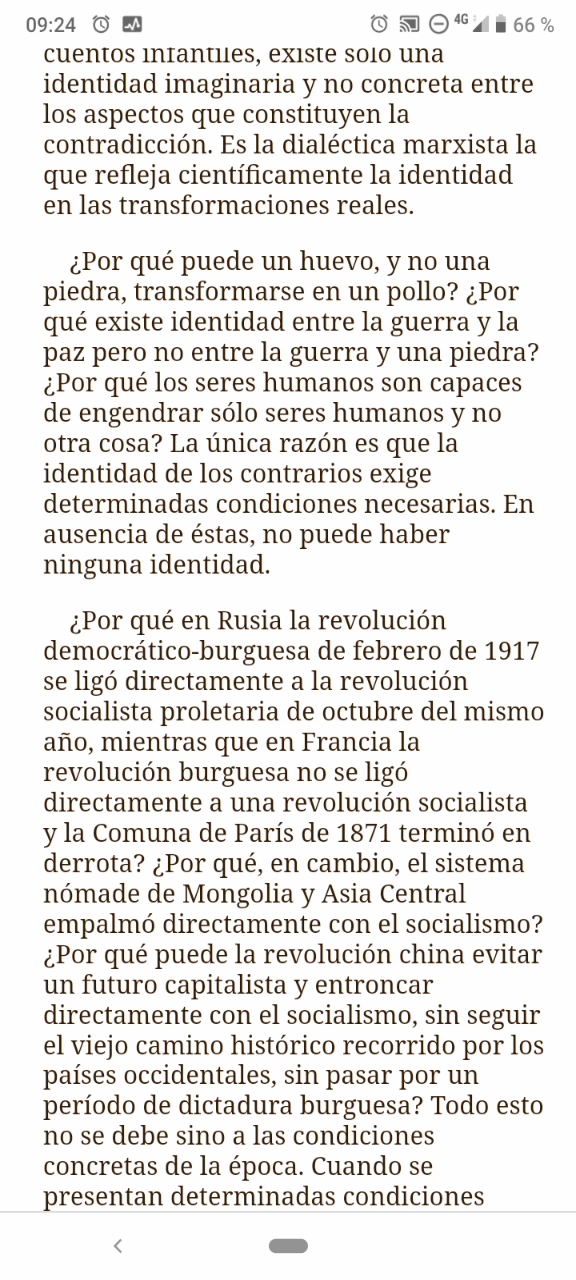 09:24
4G
66 %
cuentos infantiles, existe sólo una
identidad imaginaria y no concreta entre
los aspectos que constituyen la
contradicción. Es la dialéctica marxista la
que refleja científicamente la identidad
en las transformaciones reales.
¿Por qué puede un huevo, y no una
piedra, transformarse en un pollo? ¿Por
qué existe identidad entre la guerra y la
paz pero no entre la guerra y una piedra?
¿Por qué los seres humanos son capaces
de engendrar sólo seres humanos y no
otra cosa? La única razón es que la
identidad de los contrarios exige
determinadas condiciones necesarias. En
ausencia de éstas, no puede haber
ninguna identidad.
¿Por qué en Rusia la revolución
democrático-burguesa de febrero de 1917
se ligó directamente a la revolución
socialista proletaria de octubre del mismo
año, mientras que en Francia la
revolución burguesa no se ligó
directamente a una revolución socialista
y la Comuna de París de 1871 terminó en
derrota? ¿Por qué, en cambio, el sistema
nómade de Mongolia y Asia Central
empalmó directamente con el socialismo?
¿Por qué puede la revolución china evitar
un futuro capitalista y entroncar
directamente con el socialismo, sin seguir
el viejo camino histórico recorrido por los
países occidentales, sin pasar por un
período de dictadura burguesa? Todo esto
no se debe sino a las condiciones
concretas de la época. Cuando se
presentan determinadas condiciones